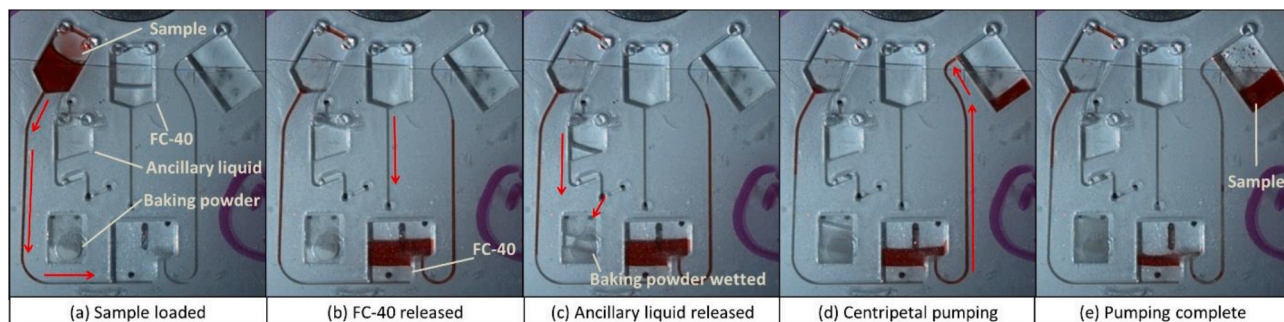 Sample
FC-40
Ancillary liquid
Baking powder
FC-40
Baking powder wetted
Sample
(a) Sample loaded
(b) FC-40 released
(c) Ancillary liquid released
(d) Centripetal pumping
(e) Pumping complete